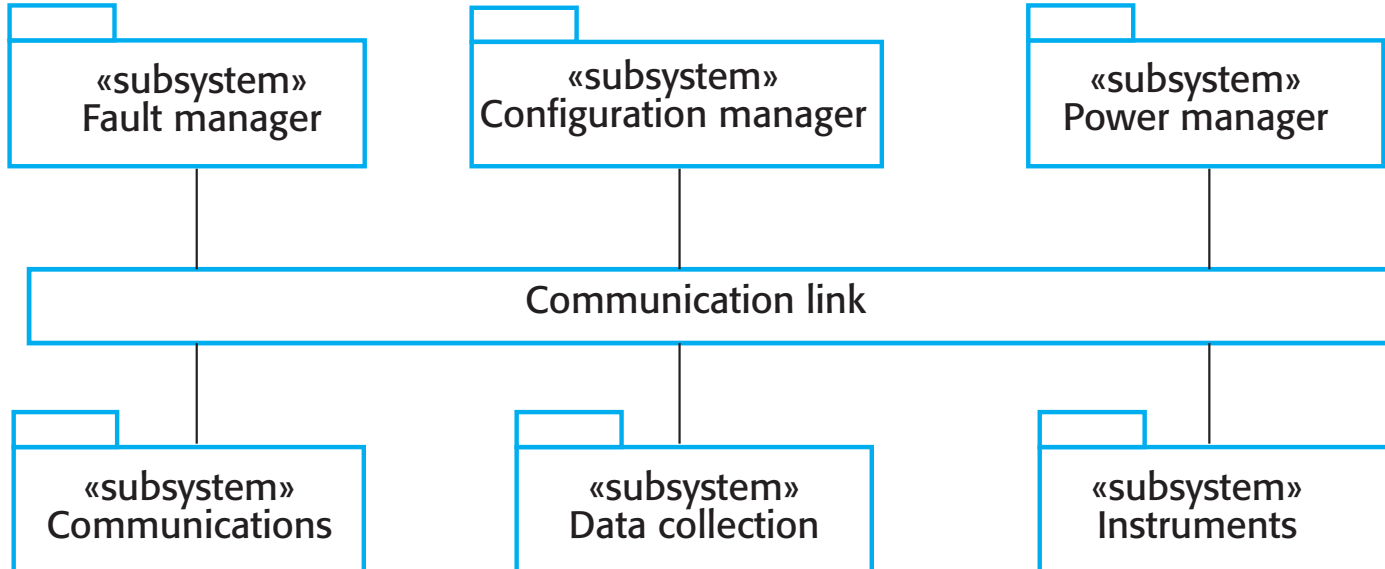 «subsystem»
Fault manager
«subsystem»
Configuration manager
«subsystem»
Power manager
Communication link
«subsystem»
Communications
«subsystem»
Data collection
«subsystem»
Instruments